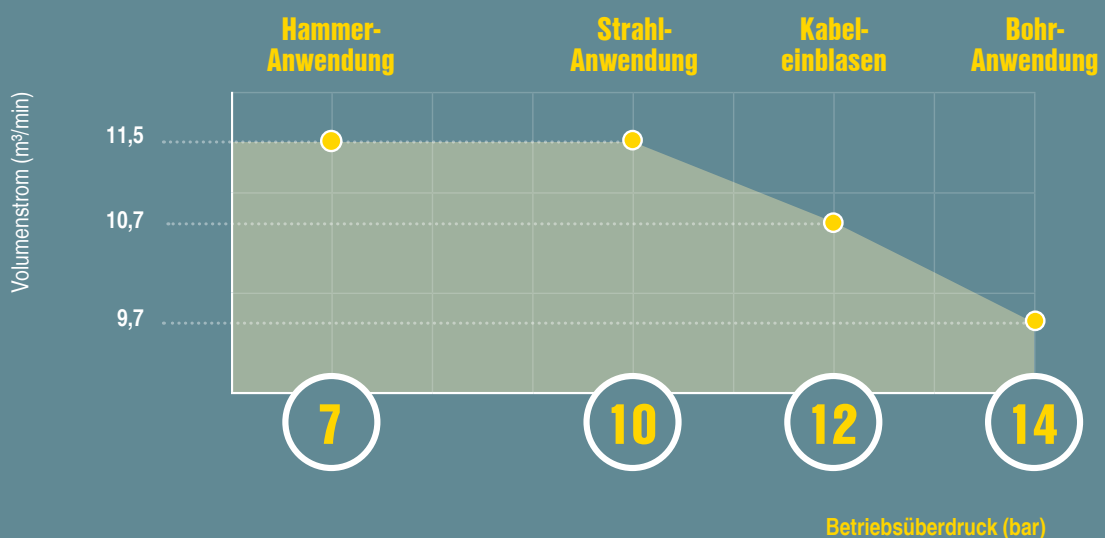 Hammer-
Anwendung
Strahl-
Anwendung
Kabel-
einblasen
Bohr-
Anwendung
Volumenstrom (m³/min)
11,5
10,7
9,7
7
10
12
14
Betriebsüberdruck (bar)